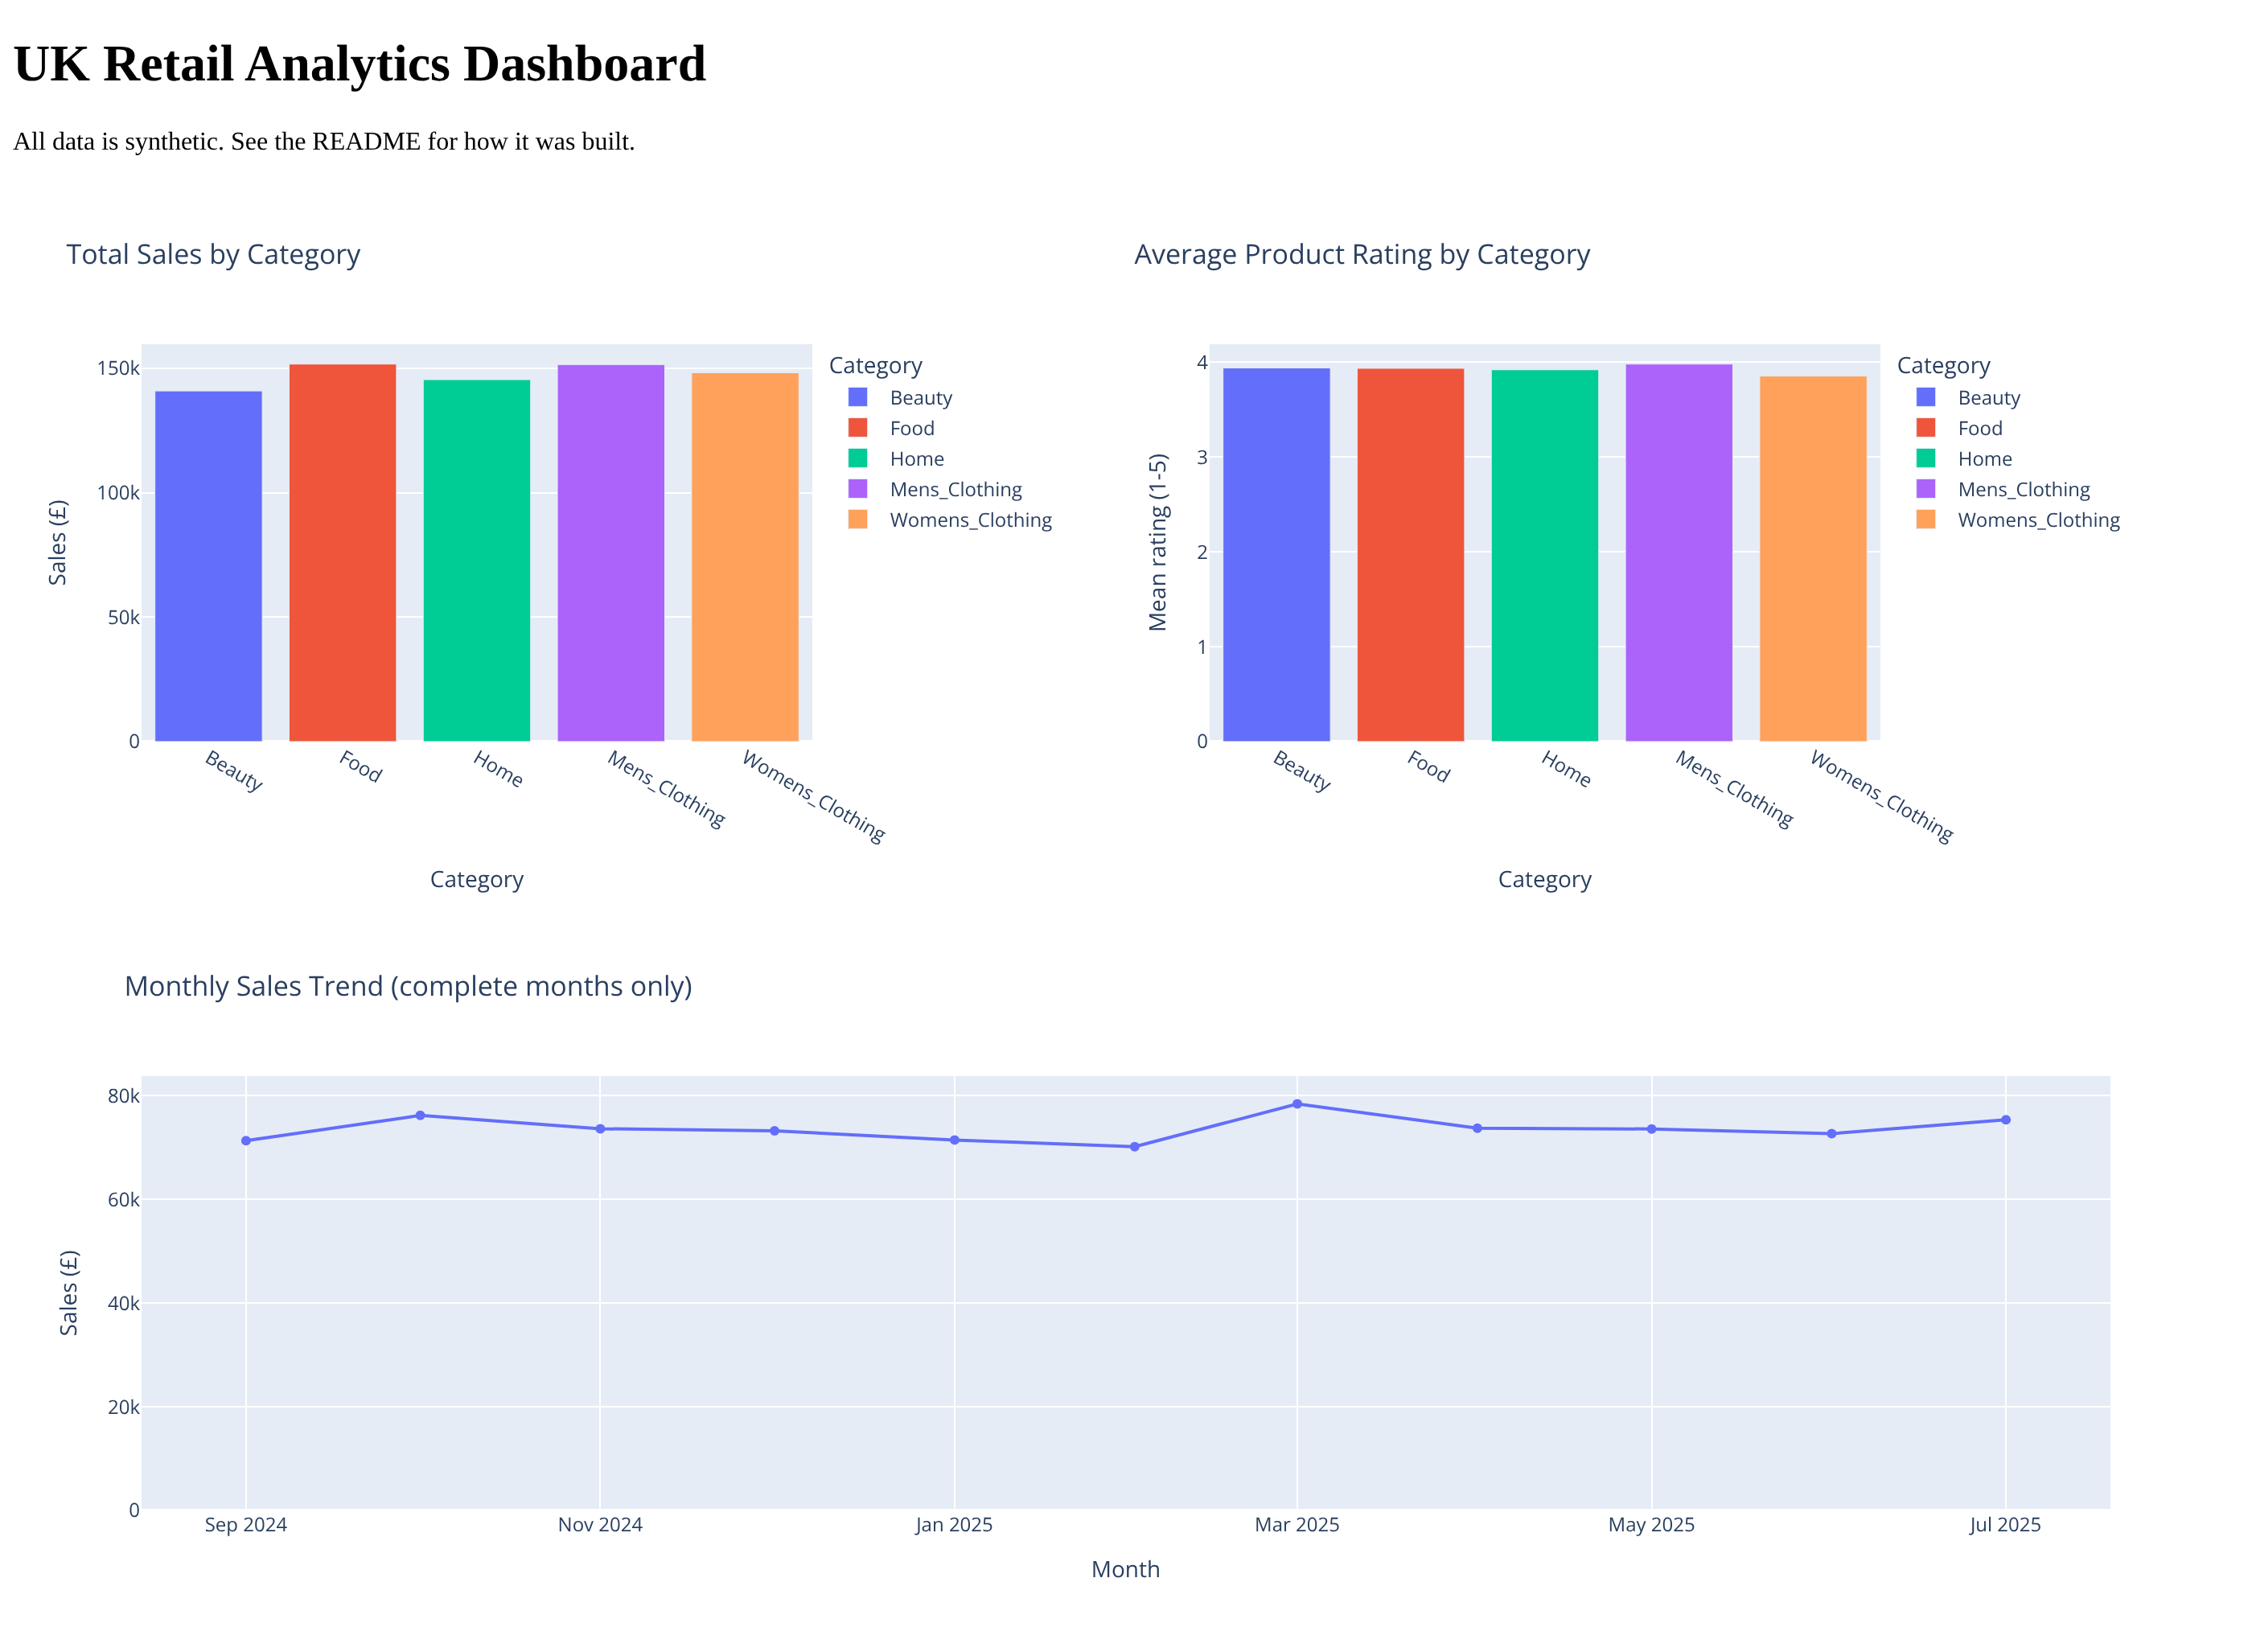 UK Retail Analytics Dashboard
All data is synthetic. See the README for how it was built.
Total Sales by Category
Sales (£)
150k
100k
50k
0
Beauty
Food
Home
Mens_Clothing
Womens_Clothing
Category
Category
Beauty
Food
Home
Mens_Clothing
Womens_Clothing
Average Product Rating by Category
Mean rating (1-5)
4
3
2
1
0
Beauty
Food
Home
Mens_Clothing
Womens_Clothing
Category
Category
Beauty
Food
Home
Mens_Clothing
Womens_Clothing
Monthly Sales Trend (complete months only)
Sales (£)
80k
60k
40k
20k
0
Sep 2024
Nov 2024
Jan 2025
Mar 2025
May 2025
Jul 2025
Month